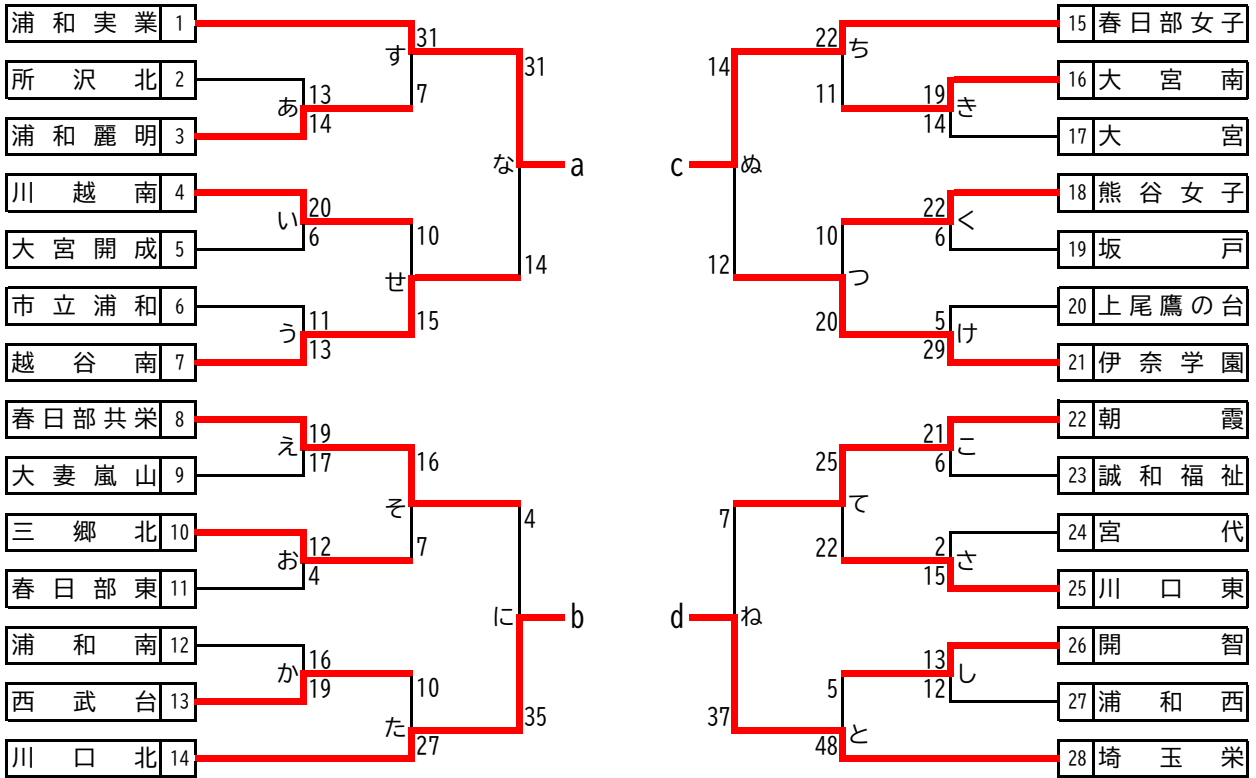 浦和実業 1
31
す
31
所沢北 2
13
7
あ
14
浦和麗明 3
な
a
川越南 4
20
い
6
10
大宮開成 5
14
せ
市立浦和 6
11
15
う
13
越谷南 7
春日部共栄 8
19
え
17
16
大妻嵐山 9
4
そ
三郷北 10
12
7
お
4
春日部東 11
に
b
浦和南 12
16
か
19
10
西武台 13
35
た
27
川口北 14
15 春日部女子
22
ち
14
16 大宮南
11
19
き
14
17 大宮
c
ぬ
18 熊谷女子
22
く
10
6
19 坂戸
12
つ
20 上尾鷹の台
20
5
け
29
21 伊奈学園
22 朝霞
21
こ
25
6
23 誠和福祉
7
て
24 宮代
22
2
さ
15
25 川口東
d
ね
26 開智
13
し
5
12
27 浦和西
37
と
48
28 埼玉栄